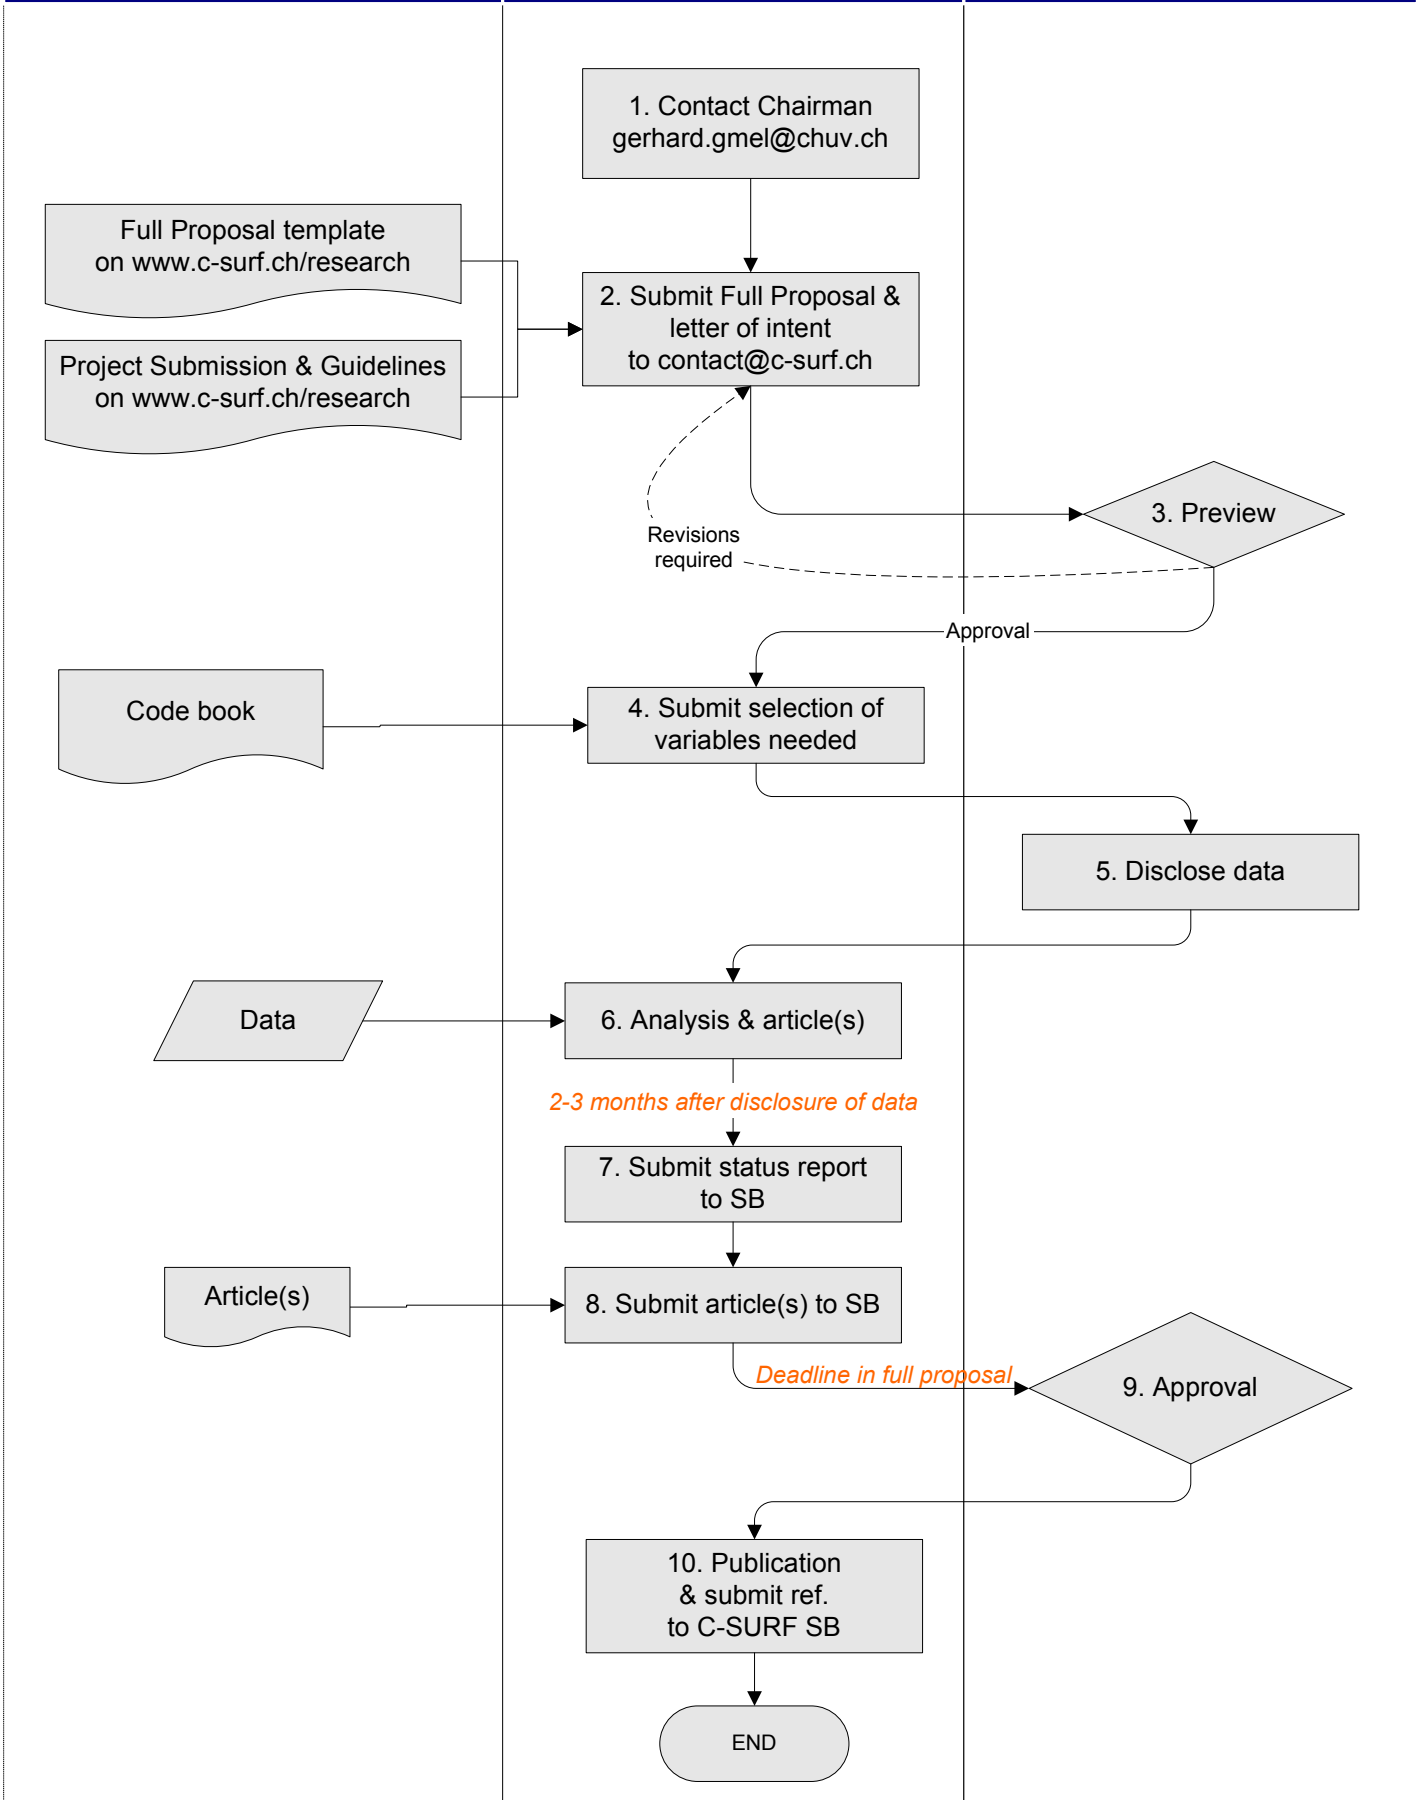 1. Contact Chairman
gerhard.gmel@chuv.ch
Full Proposal template
on www.c-surf.ch/research
2. Submit Full Proposal &
letter of intent
to contact@c-surf.ch
Project Submission & Guidelines
on www.c-surf.ch/research
3. Preview
Revisions
required
Approval
Code book
4. Submit selection of
variables needed
5. Disclose data
Data
6. Analysis & article(s)
2-3 months after disclosure of data
7. Submit status report
to SB
Article(s)
8. Submit article(s) to SB
Deadline in full proposal
9. Approval
10. Publication
& submit ref.
to C-SURF SB
END